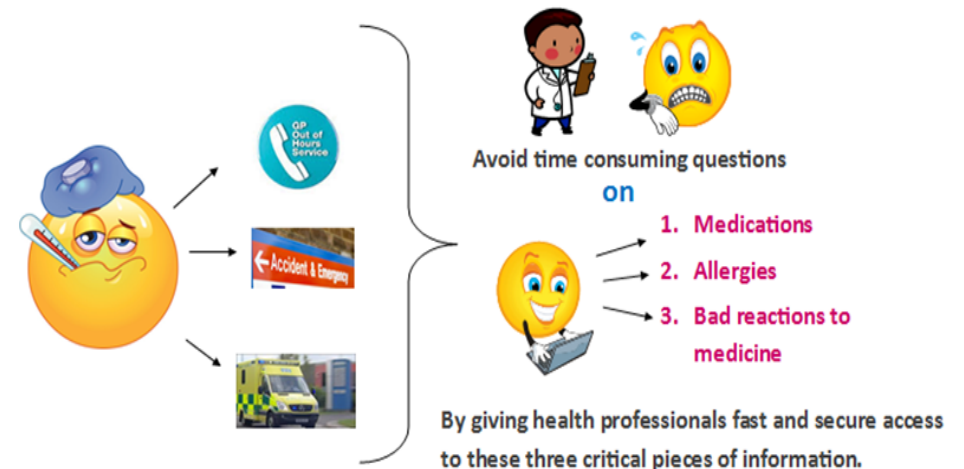 GP
Out of
Hours
Service
← Accident & Emergency
Avoid time consuming questions
on
1. Medications
2. Allergies
3. Bad reactions to
medicine
By giving health professionals fast and secure access
to these three critical pieces of information.